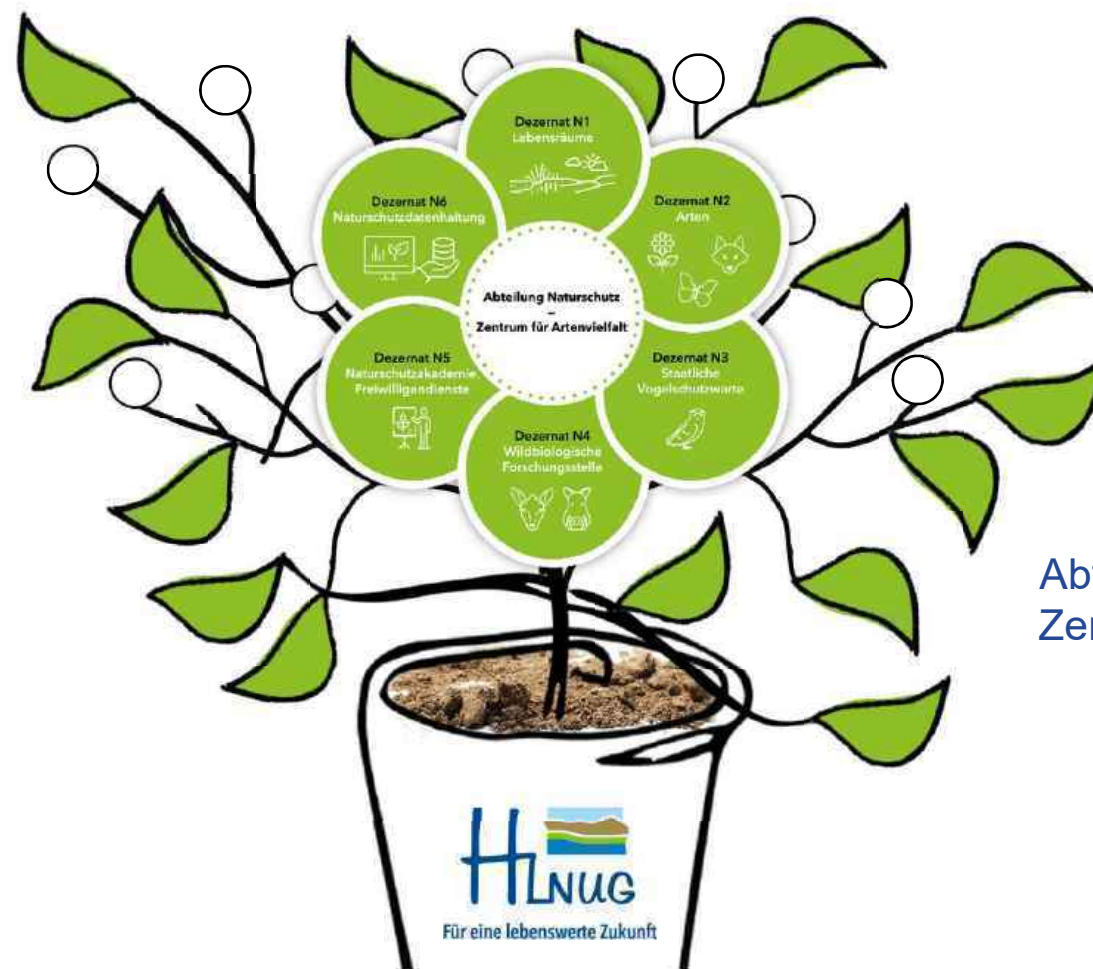 Dezernat N1
Lebensräume
Dezernat N2
Arten
Dezernat N6
Naturschutzdatenhaltung
Abteilung Naturschutz
–
Zentrum für Artenvielfalt
Dezernat N3
Staatliche
Vogelschutzwarte
Dezernat N5
Naturschutzakademie
Freiwilligendienste
Dezernat N4
Wildbiologische
Forschungsstelle
HLNUG
Für eine lebenswerte Zukunft